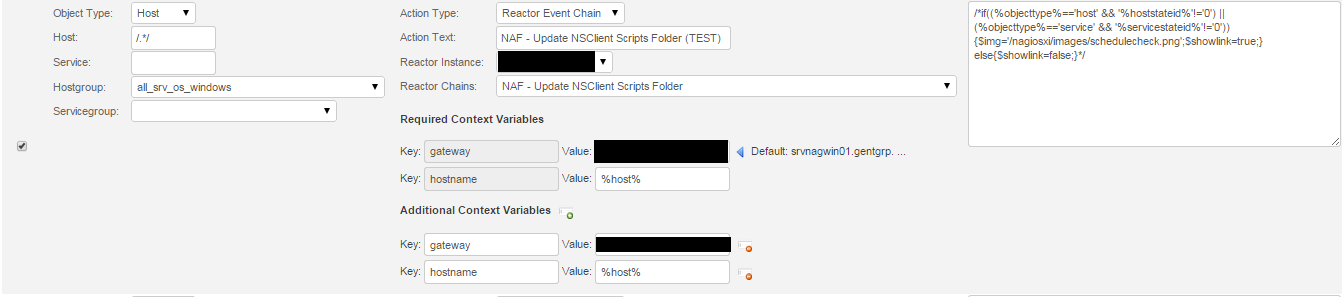 Object Type: Host
Host: /.*/
Service:
Hostgroup: all_srv_os_windows
Servicegroup:
Action Type: Reactor Event Chain
Action Text: NAF - Update NSClient Scripts Folder (TEST)
Reactor Instance:
Reactor Chains: NAF - Update NSClient Scripts Folder
Required Context Variables
Key: gateway Value: Default: srvnagwin01.gentgrp. ...
Key: hostname Value: %host%
Additional Context Variables
Key: gateway Value:
Key: hostname Value: %host%
/*if((%objecttype%=='host' && '%hoststateid%'!='0') ||
(%objecttype%=='service' && '%servicestateid%'!='0'))
{$img='/nagiosxi/images/schedulecheck.png';$showlink=true;}
else{$showlink=false;}*/